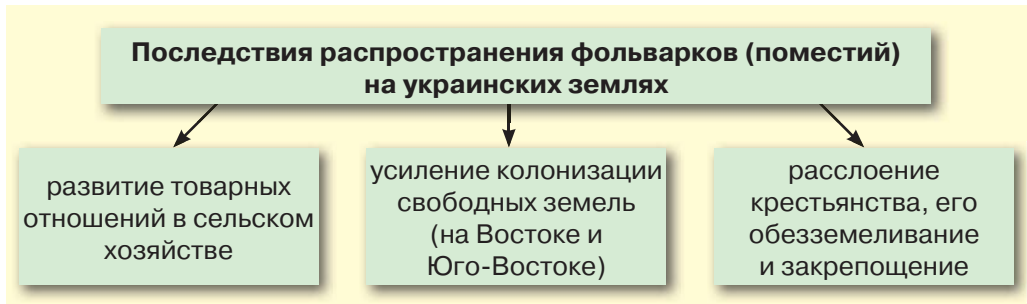 Последствия распространения фольварков (поместий)
на украинских землях
развитие товарных
отношений в сельском
хозяйстве
усиление колонизации
свободных земель
(на Востоке и
Юго-Востоке)
расслоение
крестьянства, его
обезземеливание
и закрепощение